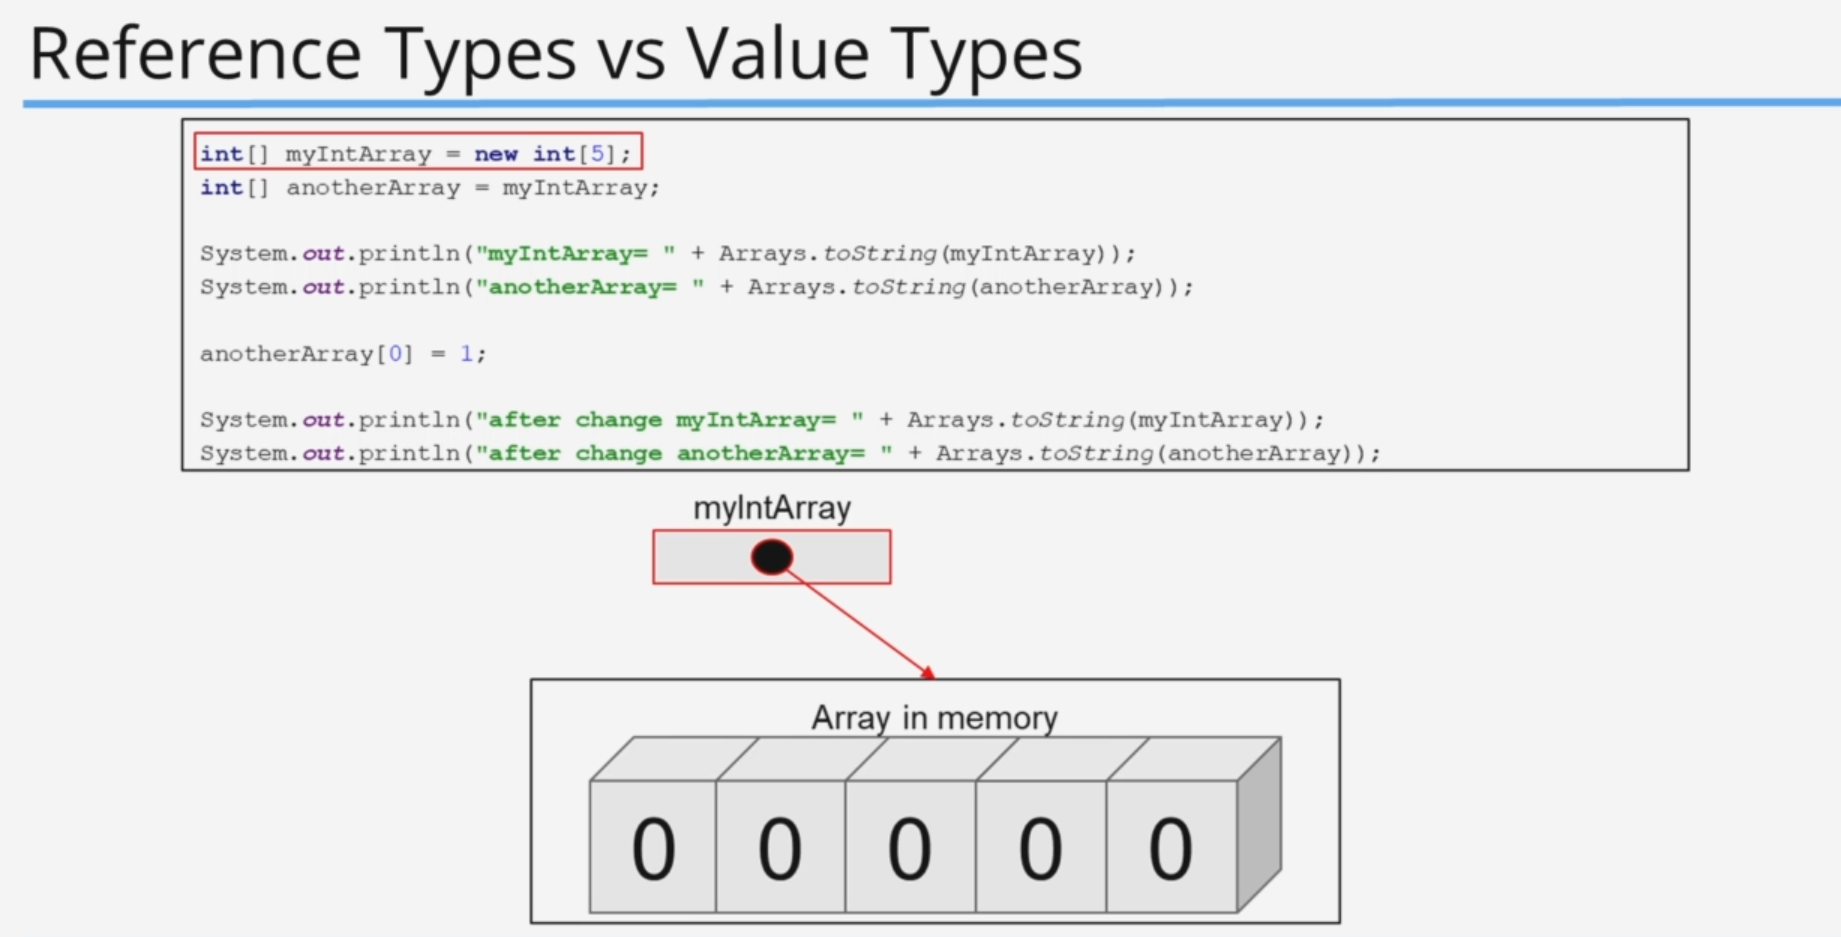 Reference Types vs Value Types
int[] myIntArray = new int[5];
int[] anotherArray = myIntArray;
System.out.println("myIntArray= " + Arrays.toString(myIntArray));
System.out.println("anotherArray= " + Arrays.toString(anotherArray));
anotherArray[0] = 1;
System.out.println("after change myIntArray= " + Arrays.toString(myIntArray));
System.out.println("after change anotherArray= " + Arrays.toString(anotherArray));
myIntArray
Array in memory
0 0 0 0 0